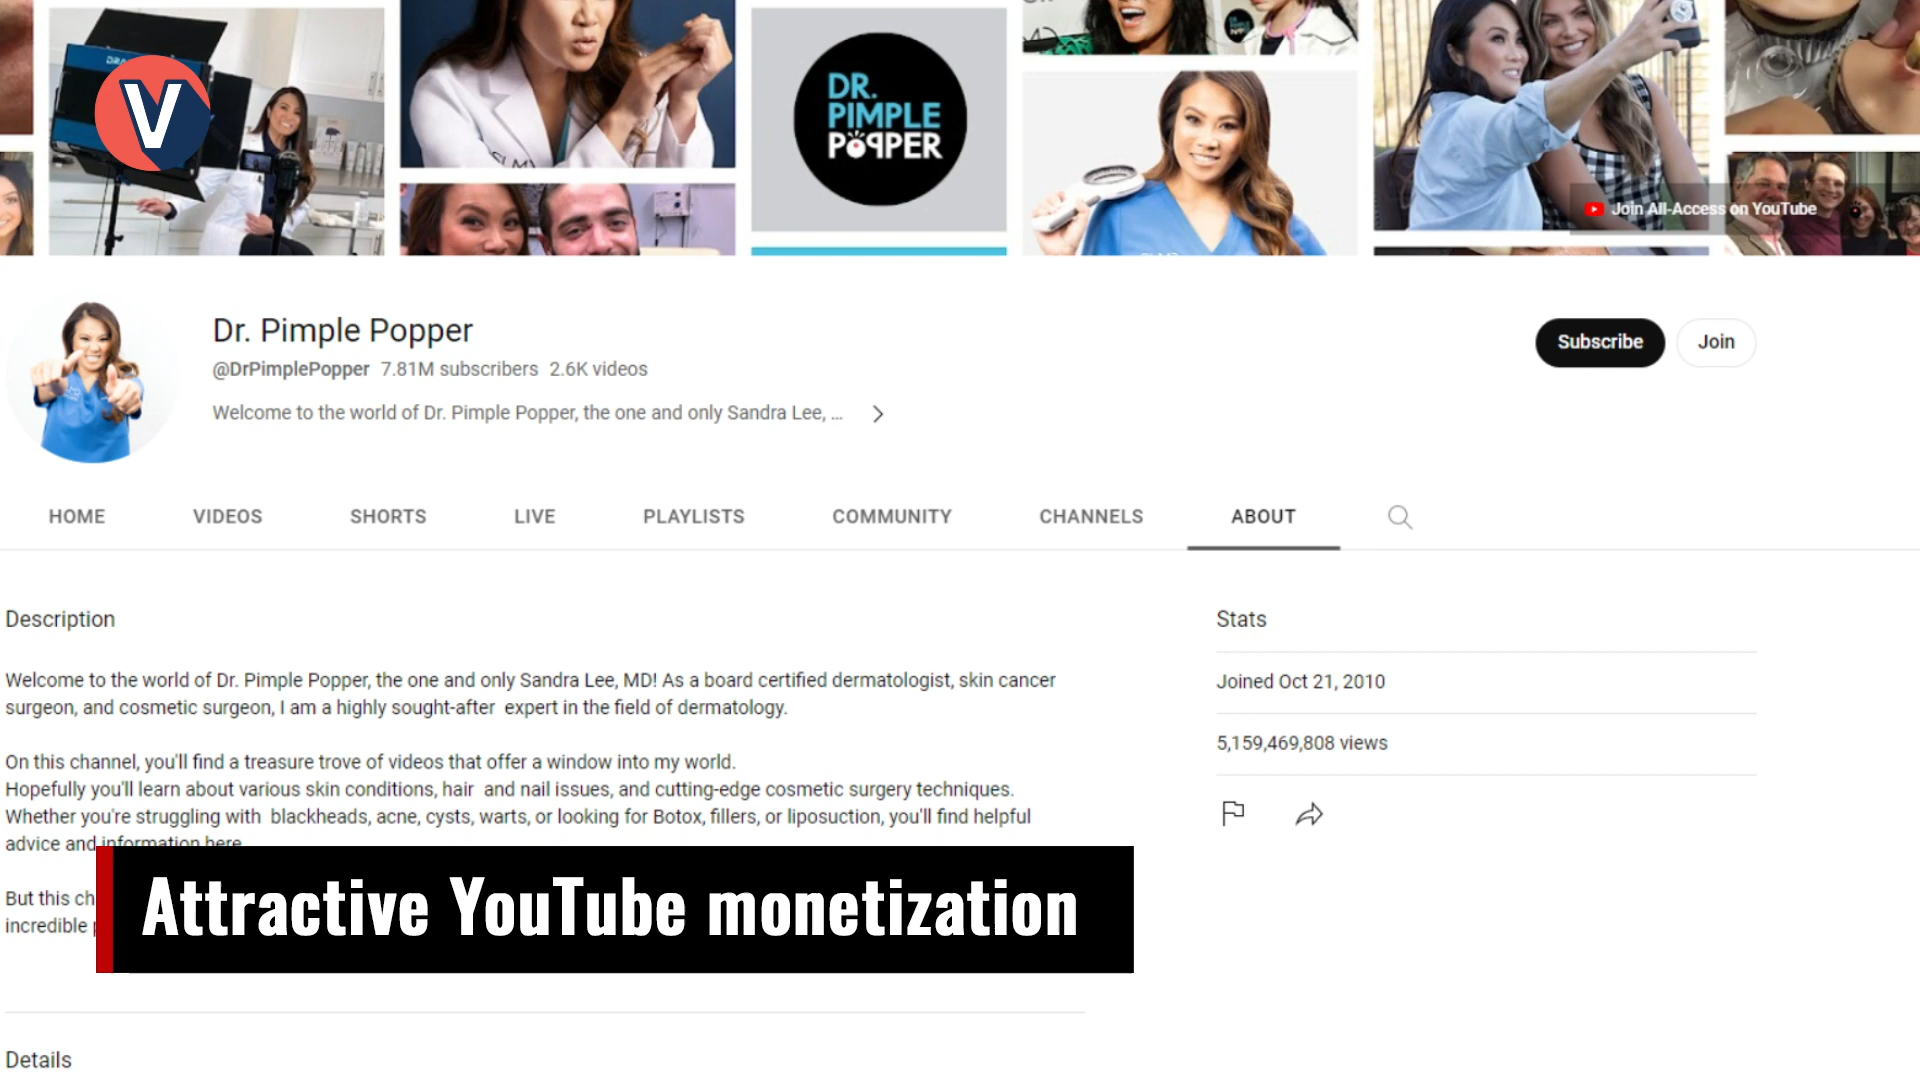 V
DR.
PIMPLE
POPPER
Join All-Access on YouTube
Dr. Pimple Popper
@DrPimplePopper 7.81M subscribers 2.6K videos
Welcome to the world of Dr. Pimple Popper, the one and only Sandra Lee, ...
Subscribe
Join
HOME VIDEOS SHORTS LIVE PLAYLISTS COMMUNITY CHANNELS ABOUT
Description
Welcome to the world of Dr. Pimple Popper, the one and only Sandra Lee, MD! As a board certified dermatologist, skin cancer
surgeon, and cosmetic surgeon, I am a highly sought-after expert in the field of dermatology.
On this channel, you'll find a treasure trove of videos that offer a window into my world.
Hopefully you'll learn about various skin conditions, hair and nail issues, and cutting-edge cosmetic surgery techniques.
Whether you're struggling with blackheads, acne, cysts, warts, or looking for Botox, fillers, or liposuction, you'll find helpful
advice and information here
But this ch
incredible
Attractive YouTube monetization
Details
Stats
Joined Oct 21, 2010
5,159,469,808 views